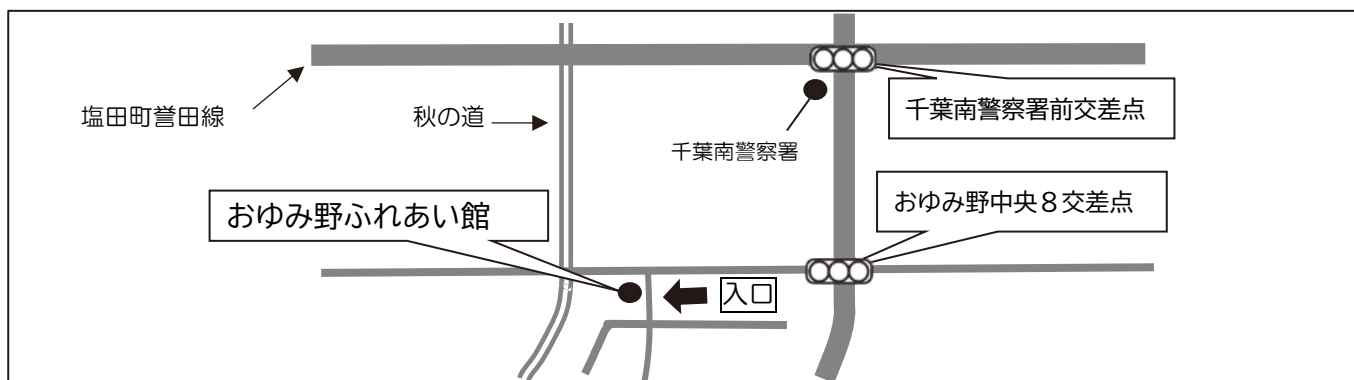 塩田町誉田線
秋の道
千葉南警察署
千葉南警察署前交差点
おゆみ野ふれあい館
おゆみ野中央８交差点
入口